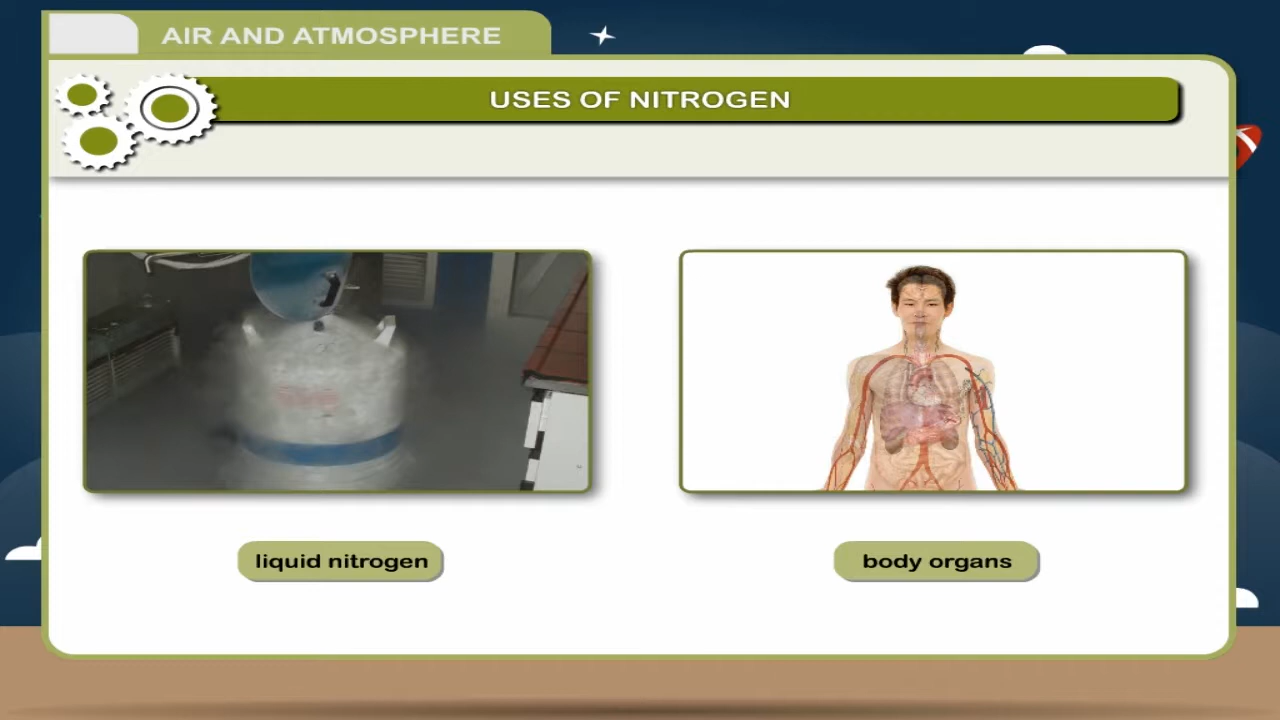 AIR AND ATMOSPHERE
USES OF NITROGEN
liquid nitrogen
body organs